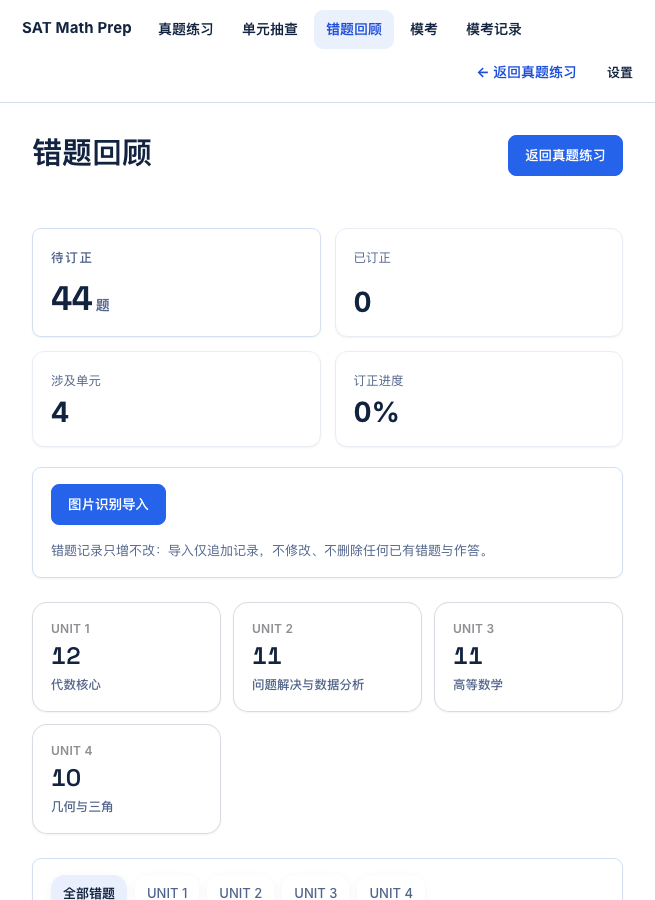 SAT Math Prep 真题练习 单元抽查 错题回顾 模考 模考记录
← 返回真题练习 设置
错题回顾 返回真题练习
待订正 已订正
44 题 0
涉及单元 订正进度
4 0%
图片识别导入
错题记录只增不改：导入仅追加记录，不修改、不删除任何已有错题与作答。
UNIT 1 UNIT 2 UNIT 3
12 11 11
代数核心 问题解决与数据分析 高等数学
UNIT 4
10
几何与三角
全部错题 UNIT 1 UNIT 2 UNIT 3 UNIT 4